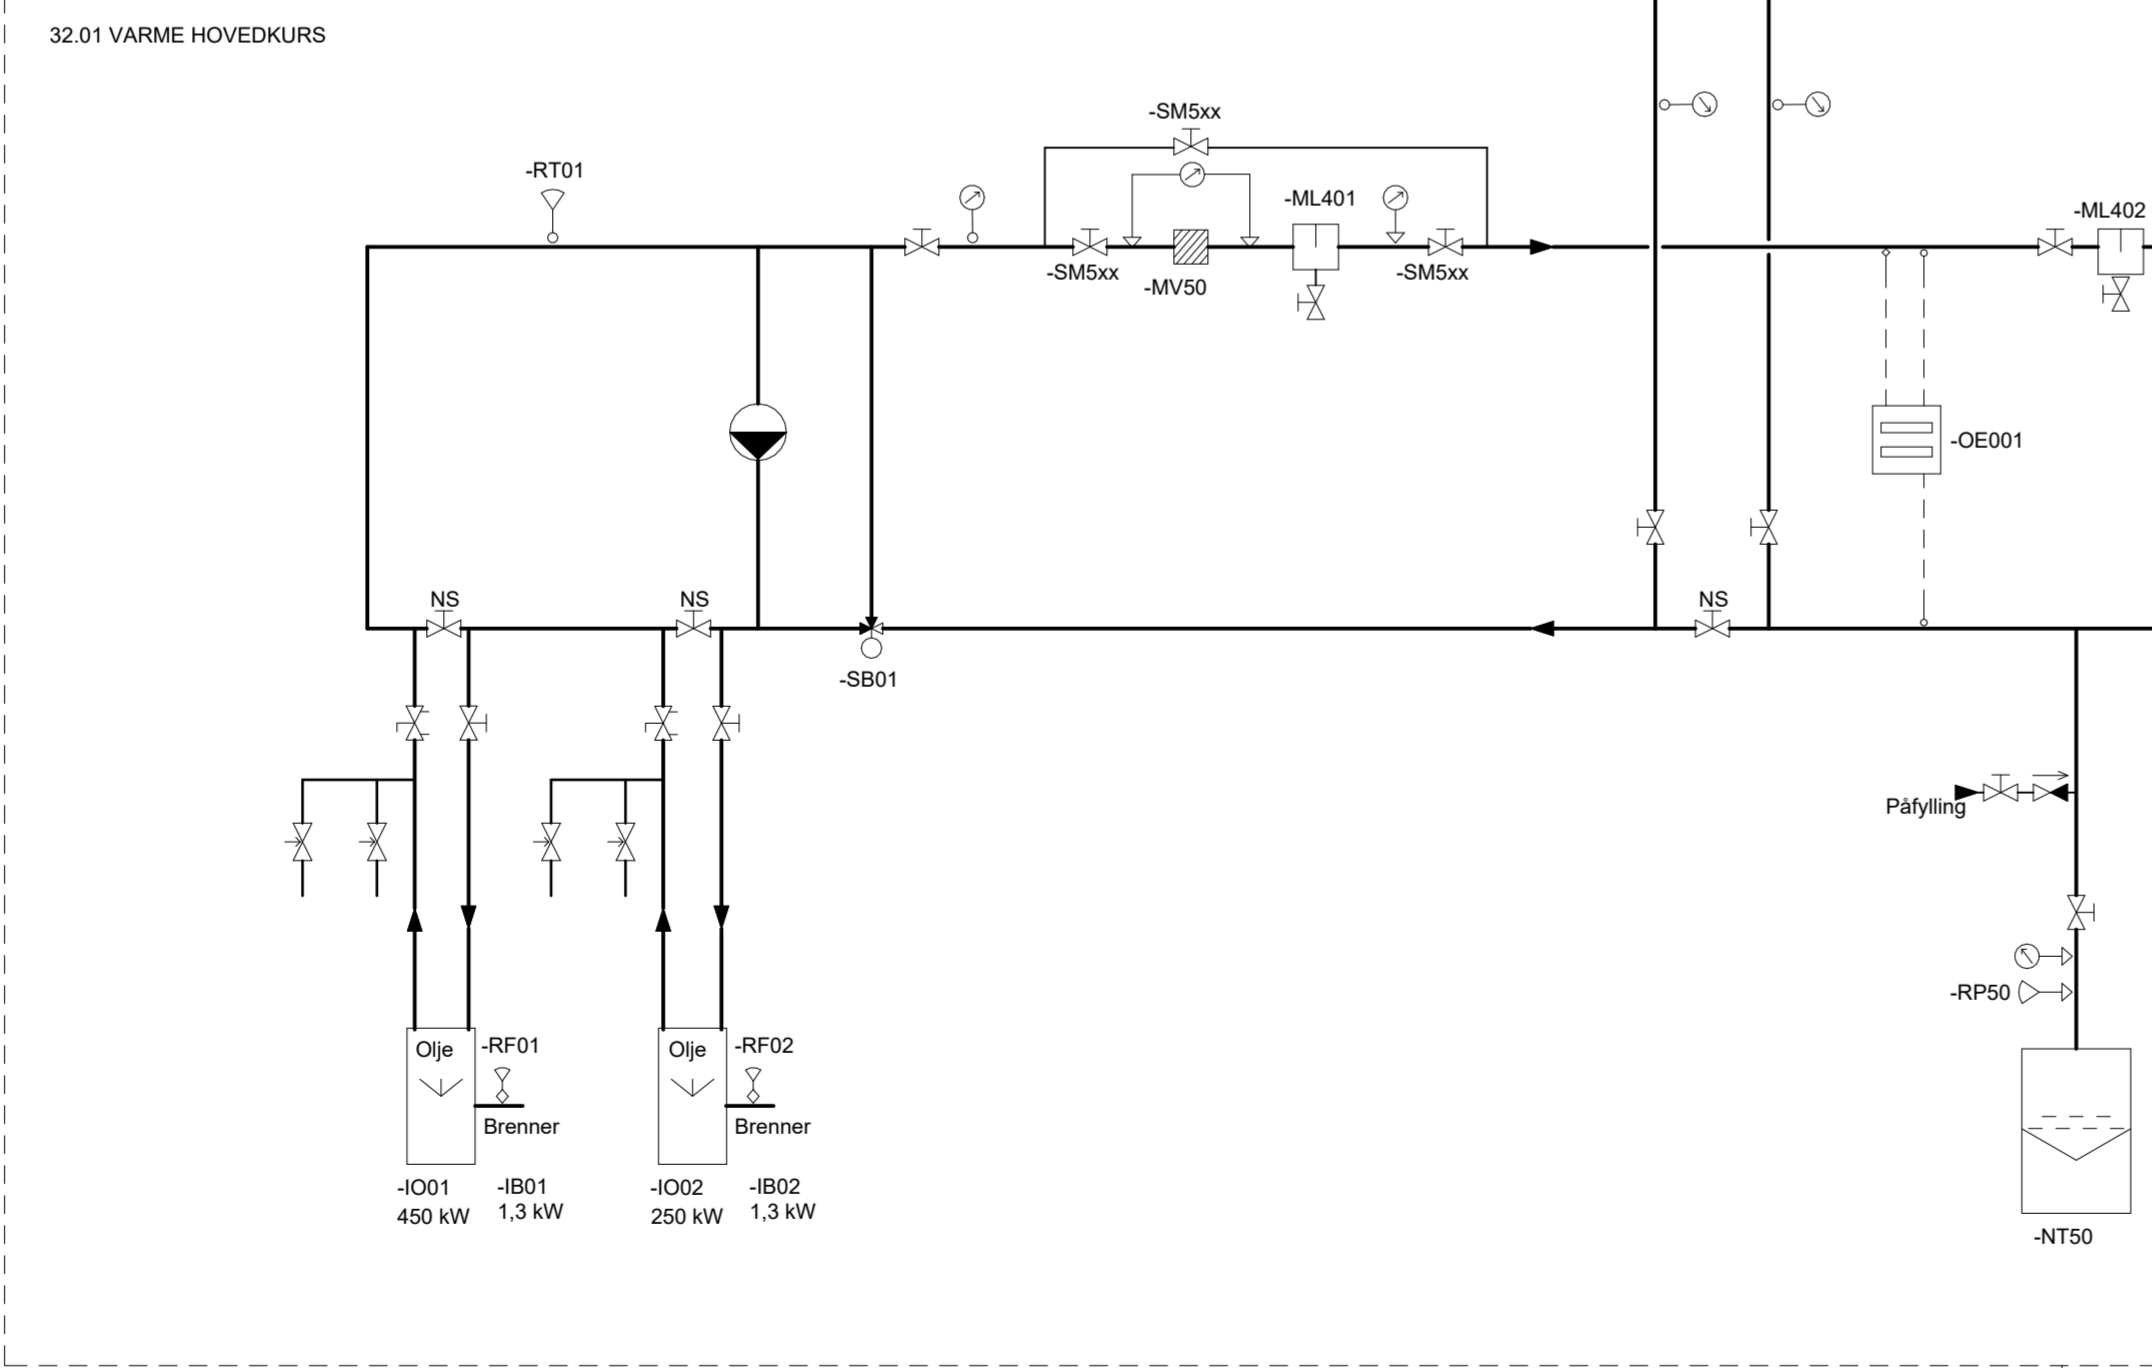 32.01 VARME HOVEDKURS
-SM5xx
-RT01
-ML401
-ML402
-SM5xx
-MV50
-SM5xx
-OE001
NS
NS
NS
-SB01
Påfylling
-RP50
Olje
-RF01
Olje
-RF02
Brenner
Brenner
-IO01
450 kW
-IB01
1,3 kW
-IO02
250 kW
-IB02
1,3 kW
-NT50